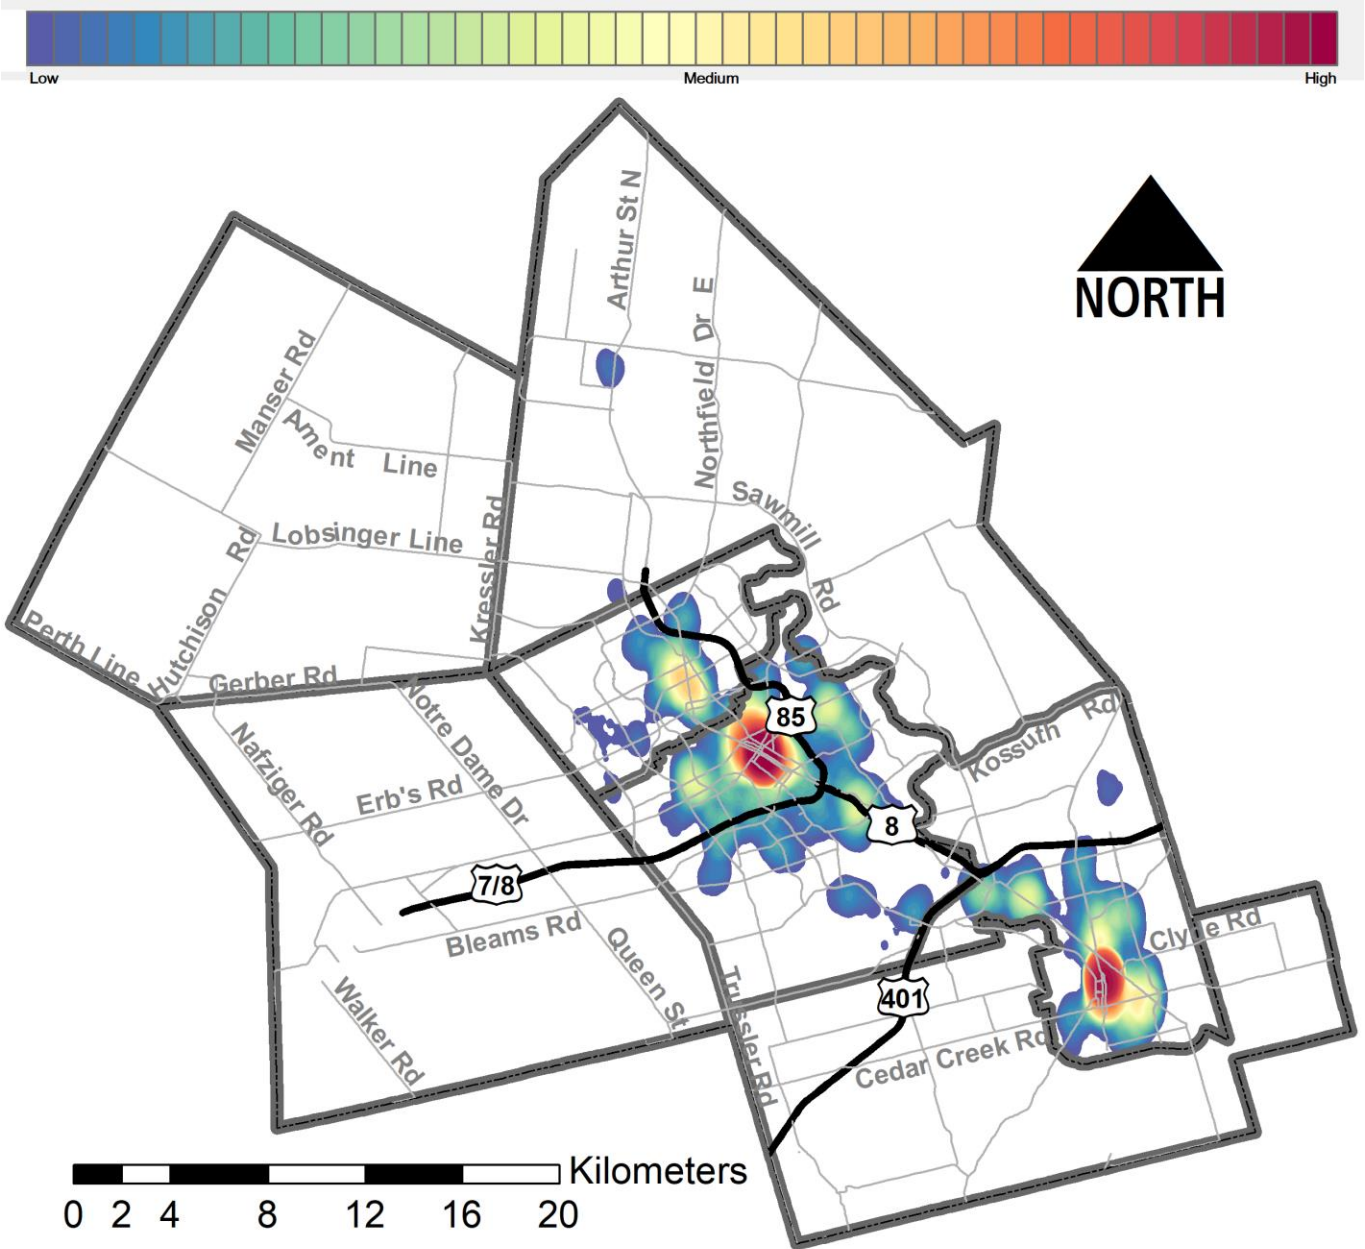 Low Medium High
NORTH
Arthur St N
Northfield Dr E
Manser Rd
Ament Line
Sawmill Rd
Lobsinger Line
Kressler Rd
Hutchison Rd
Perth Line
Gerber Rd
Notre Dame Dr
Nafziger Rd
Erb's Rd
85
Kossuth Rd
8
7/8
Bleams Rd
Queen St
Clyde Rd
Walker Rd
Trussler Rd
401
Cedar Creek Rd
Kilometers
0 2 4 8 12 16 20